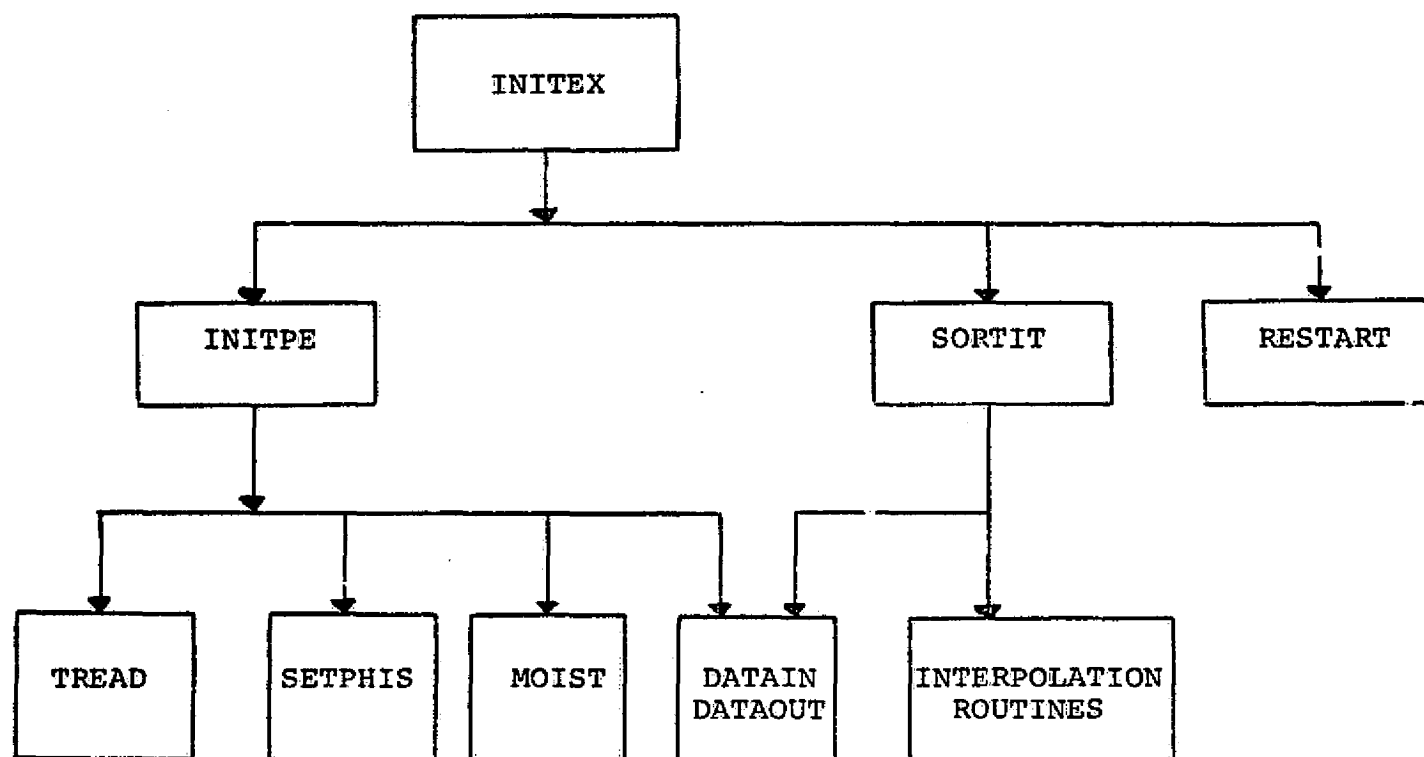 INITEX
INITPE
SORTIT
RESTART
TREAD
SETPHIS
MOIST
DATAIN
DATAOUT
INTERPOLATION
ROUTINES